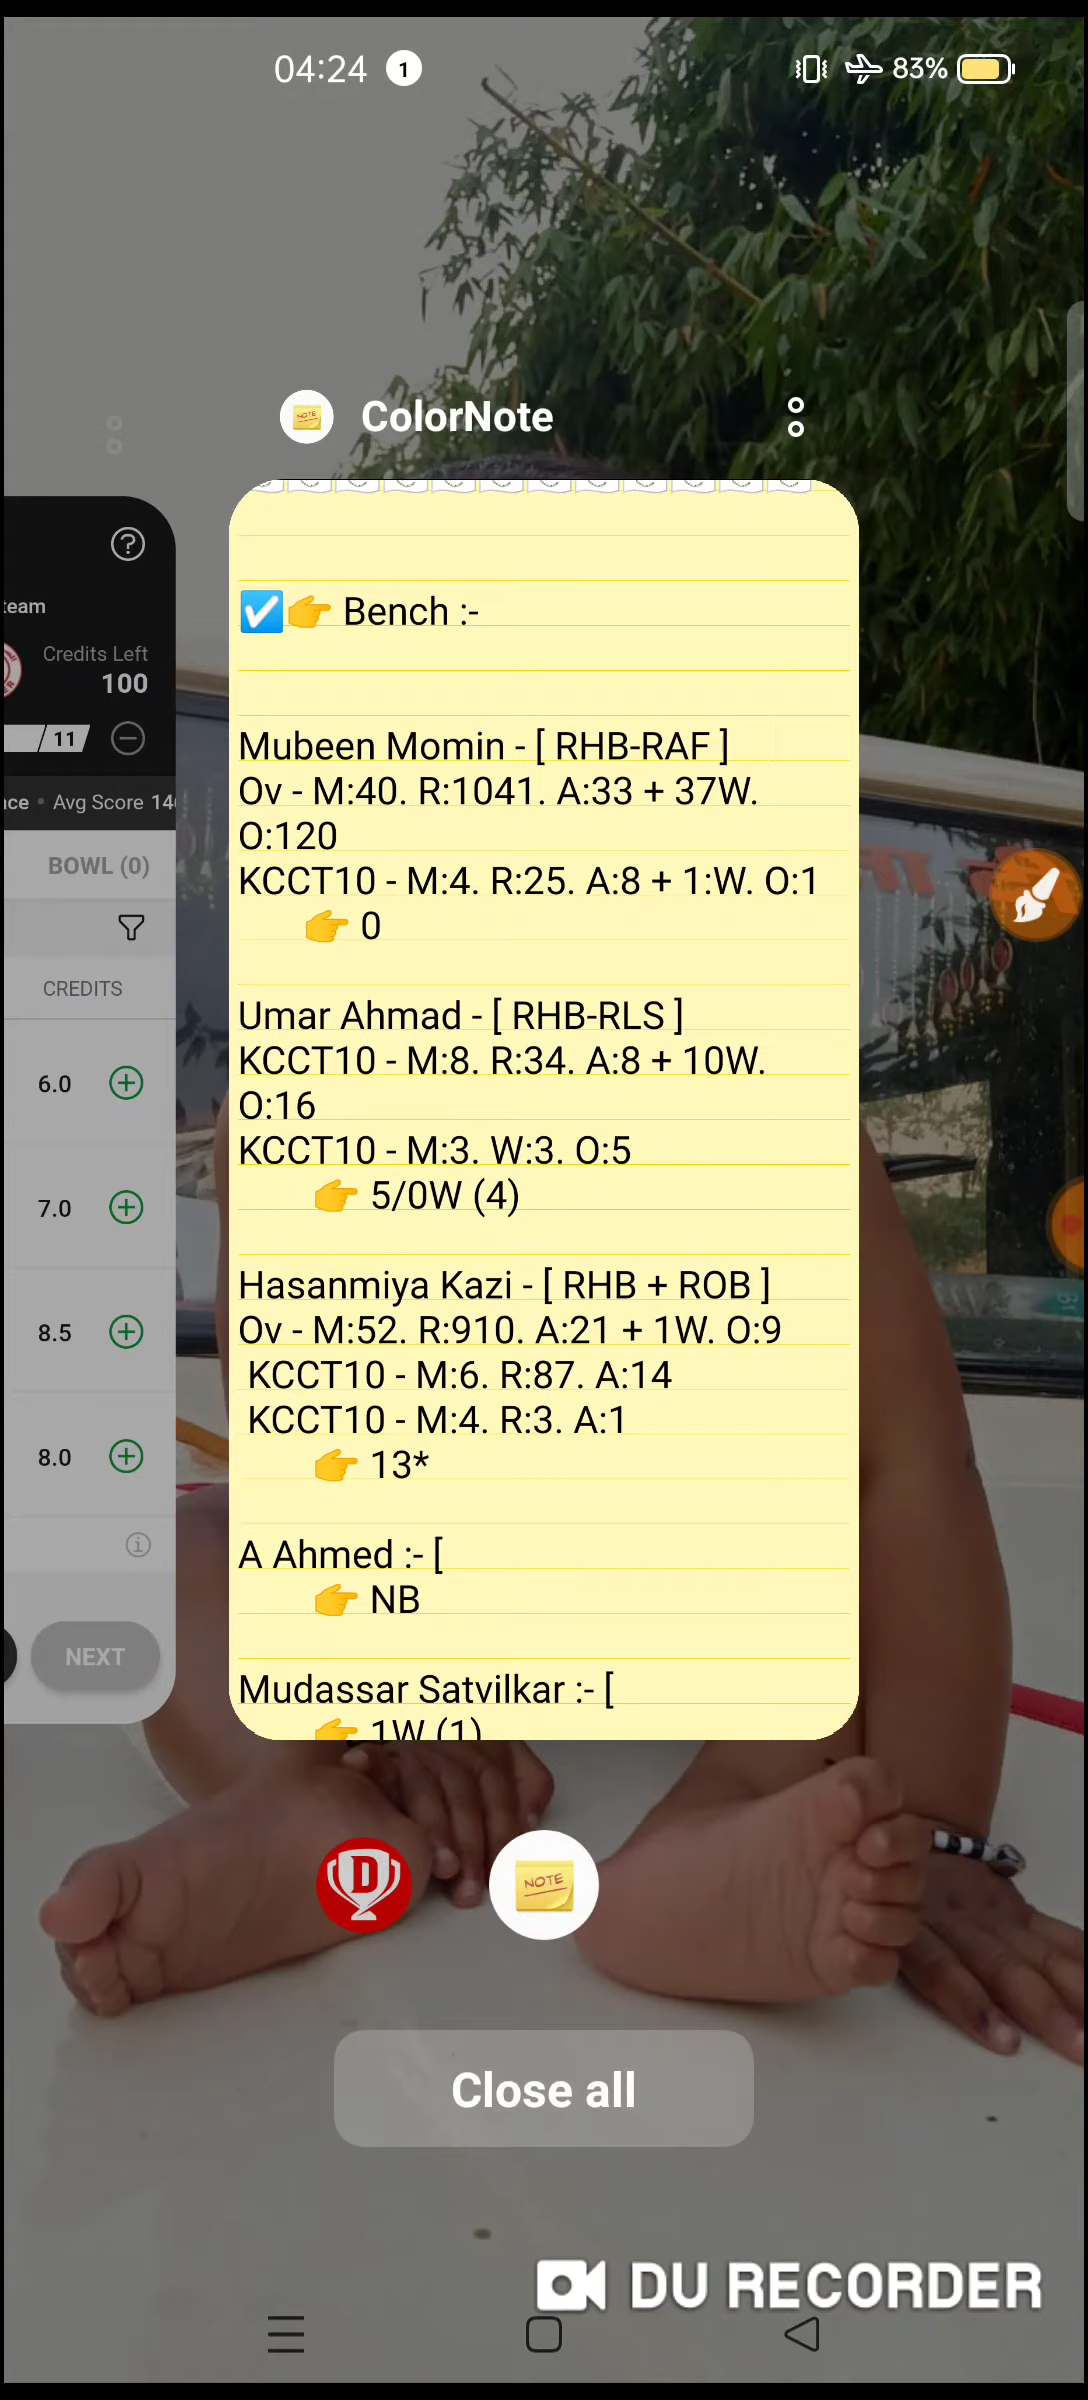 04:24
1
83%
ColorNote
?
team
Credits Left
100
/ 11
Avg Score
BOWL (0)
CREDITS
6.0
7.0
8.5
8.0
NEXT
☑👉 Bench :-
Mubeen Momin - [ RHB-RAF ]
Ov - M:40. R:1041. A:33 + 37W.
O:120
KCCT10 - M:4. R:25. A:8 + 1:W. O:1
👉 0
Umar Ahmad - [ RHB-RLS ]
KCCT10 - M:8. R:34. A:8 + 10W.
O:16
KCCT10 - M:3. W:3. O:5
👉 5/0W (4)
Hasanmiya Kazi - [ RHB + ROB ]
Ov - M:52. R:910. A:21 + 1W. O:9
KCCT10 - M:6. R:87. A:14
KCCT10 - M:4. R:3. A:1
👉 13*
A Ahmed :- [
👉 NB
Mudassar Satvilkar :- [
👉 1W (1)
D
NOTE
Close all
DU RECORDER